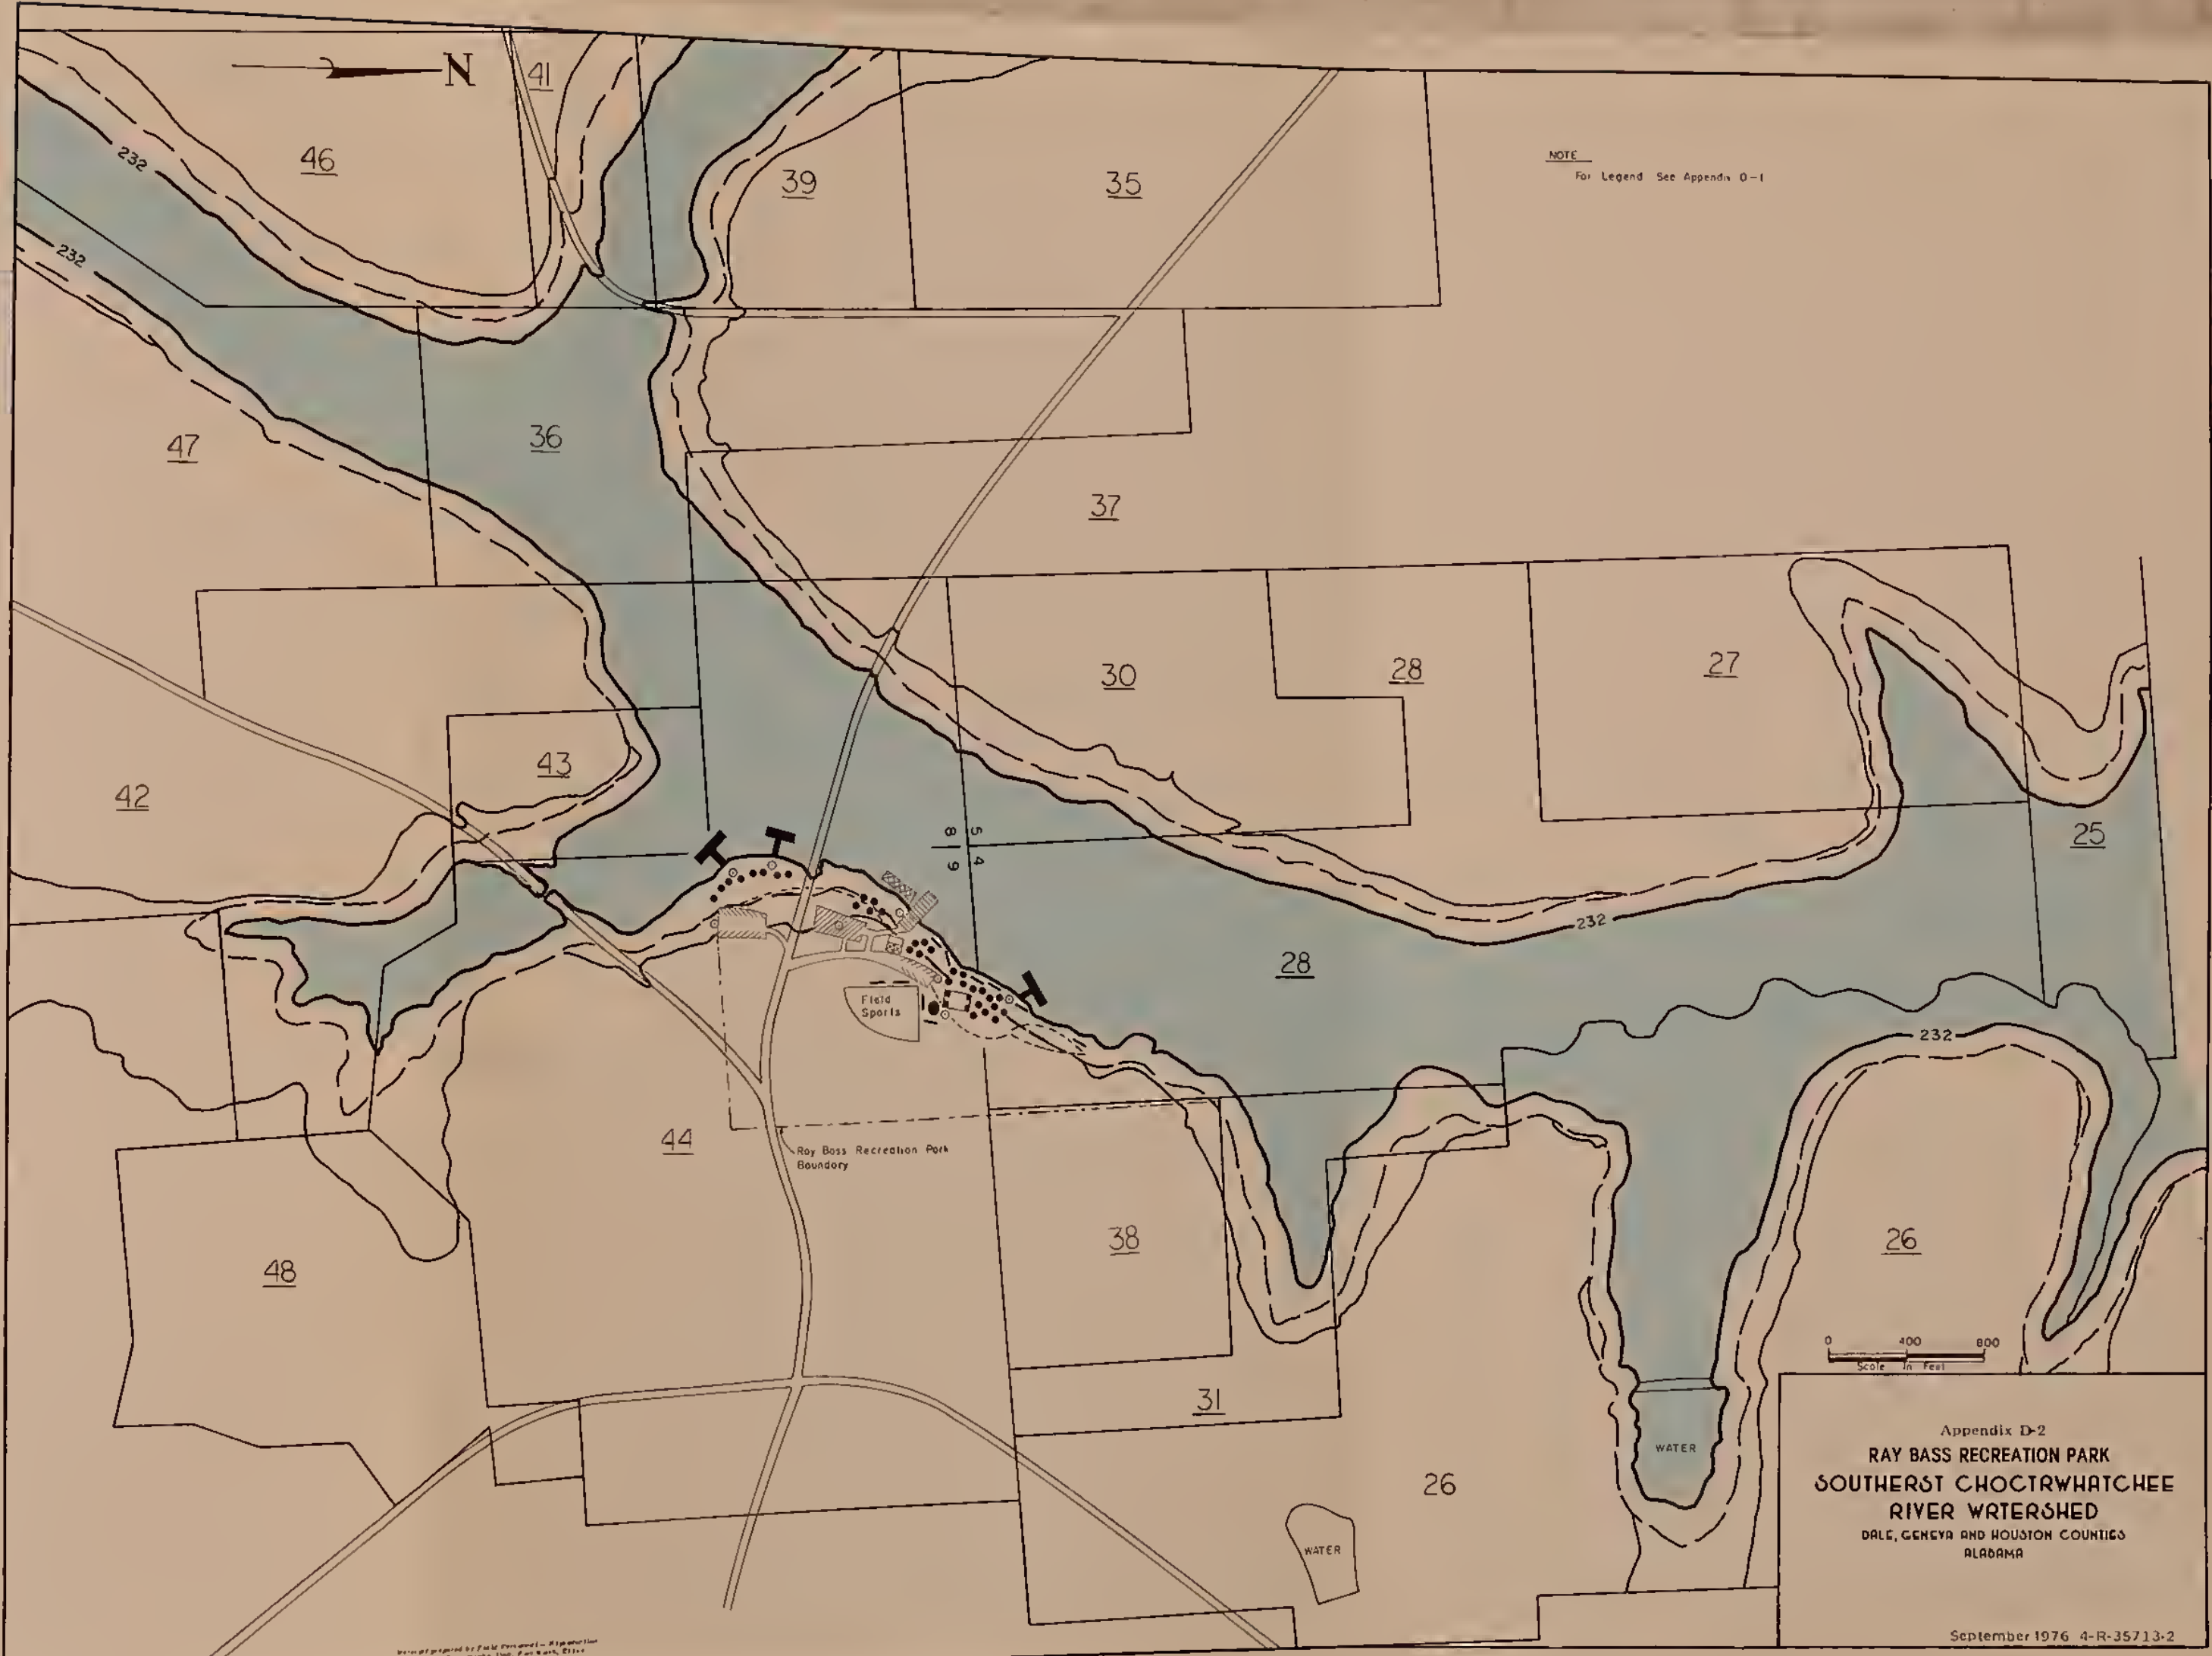 N
41
46
39
35
NOTE
For Legend See Appendix D-1
232
232
47
36
37
30
28
27
43
42
5
8
4
9
25
232
28
Field
Sports
232
44
Ray Bass Recreation Park
Boundary
38
26
48
0 400 800
Scale In Feet
31
26
WATER
WATER
Appendix D-2
RAY BASS RECREATION PARK
SOUTHEAST CHOCTAWHATCHEE
RIVER WATERSHED
DALE, GENEVA AND HOUSTON COUNTIES
ALABAMA
September 1976 4-R-35713-2